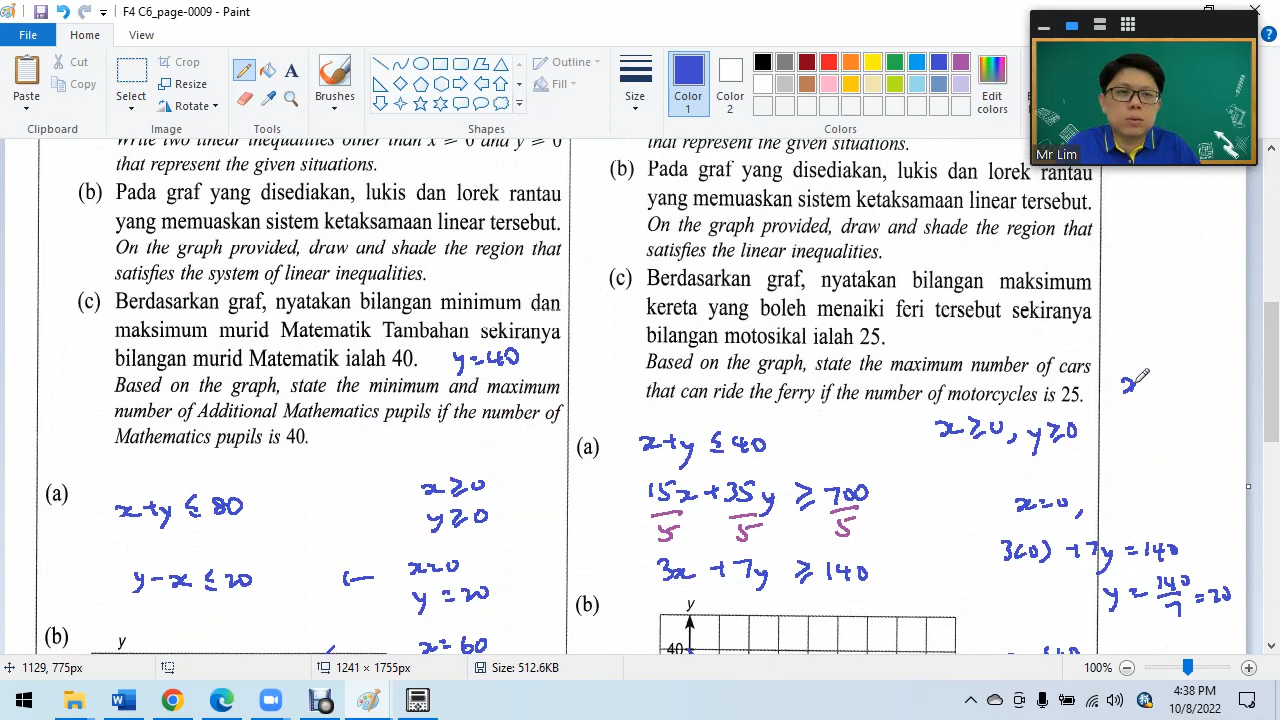 F4 C6_page-0009 - Paint
File
Home
View
Paste
Cut
Copy
Clipboard
Select
Crop
Resize
Rotate
Image
A
Tools
Brushes
Shapes
Outline
Fill
Size
Color 1
Color 2
Edit colors
Colors
Mr Lim
Write two linear inequalities other than x ⩾ 0 and y ⩾ 0
that represent the given situations.
(b) Pada graf yang disediakan, lukis dan lorek rantau
yang memuaskan sistem ketaksamaan linear tersebut.
On the graph provided, draw and shade the region that
satisfies the system of linear inequalities.
(c) Berdasarkan graf, nyatakan bilangan minimum dan
maksimum murid Matematik Tambahan sekiranya
bilangan murid Matematik ialah 40. y=40
Based on the graph, state the minimum and maximum
number of Additional Mathematics pupils if the number of
Mathematics pupils is 40.
(a)
x+y ≤ 80
x ≥ 0
y ≥ 0
y-x ≤ 20
x=0
y=20
(b)
y
x=60
that represent the given situations.
(b) Pada graf yang disediakan, lukis dan lorek rantau
yang memuaskan sistem ketaksamaan linear tersebut.
On the graph provided, draw and shade the region that
satisfies the linear inequalities.
(c) Berdasarkan graf, nyatakan bilangan maksimum
kereta yang boleh menaiki feri tersebut sekiranya
bilangan motosikal ialah 25.
Based on the graph, state the maximum number of cars
that can ride the ferry if the number of motorcycles is 25.
x
(a)
x+y ≤ 40
x≥0, y≥0
15x/5 + 35y/5 ≥ 700/5
x=0,
3x + 7y ≥ 140
3(0) + 7y = 140
y = 140/7 = 20
(b)
y
40
1129, 775px
1241 × 1755px
Size: 512.6KB
100%
4:38 PM
10/8/2022